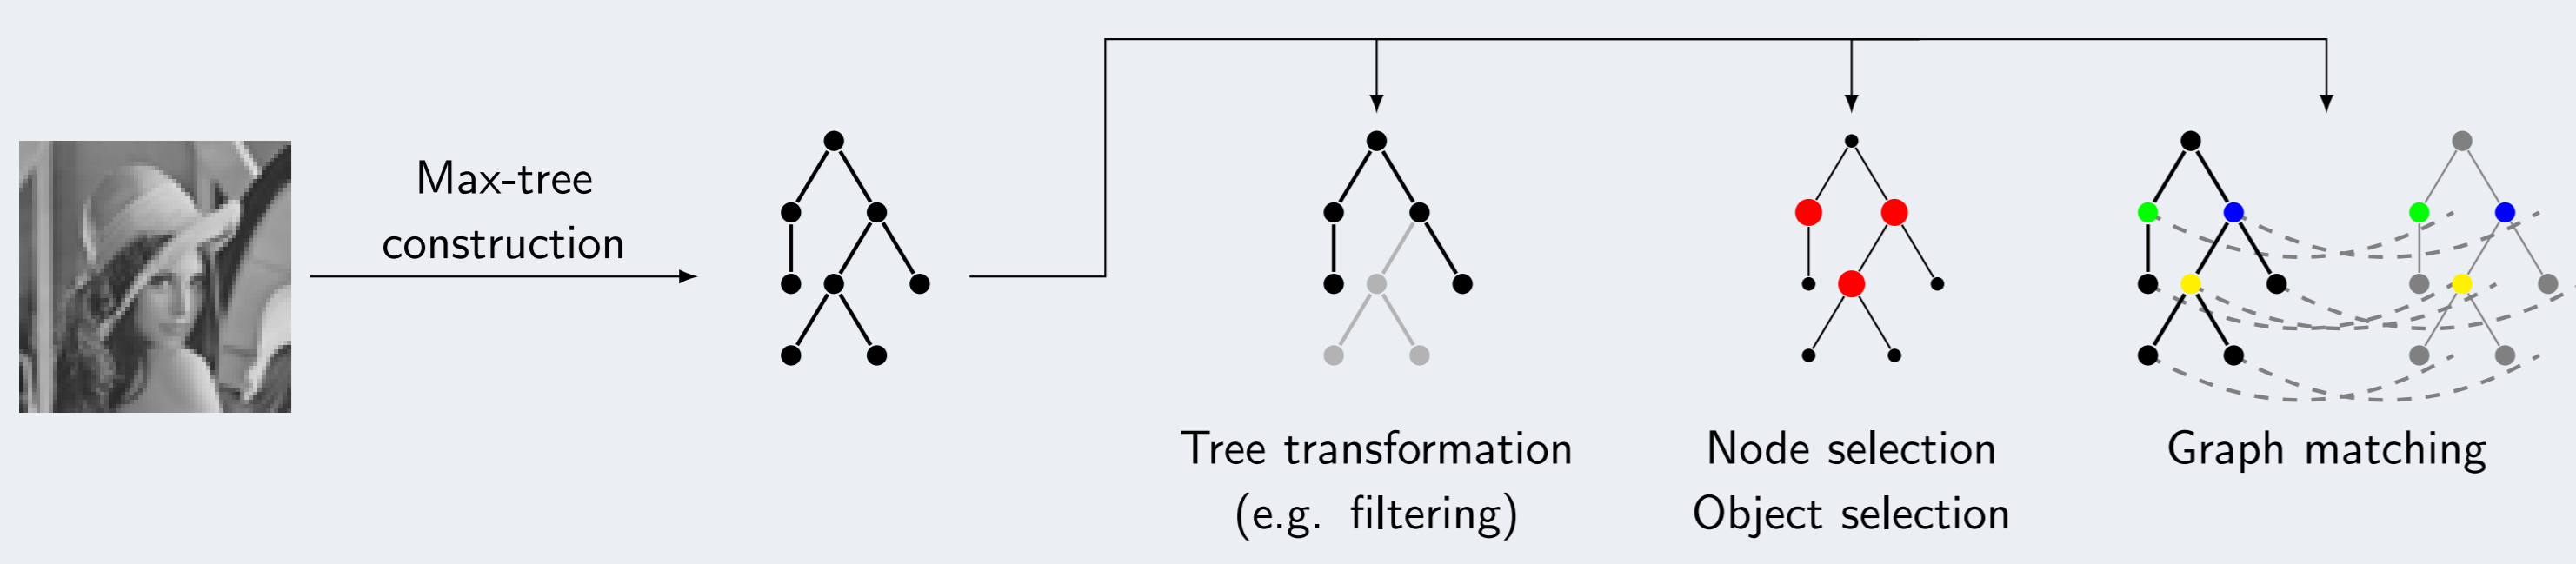 Max-tree
construction
Tree transformation
(e.g. filtering)
Node selection
Object selection
Graph matching